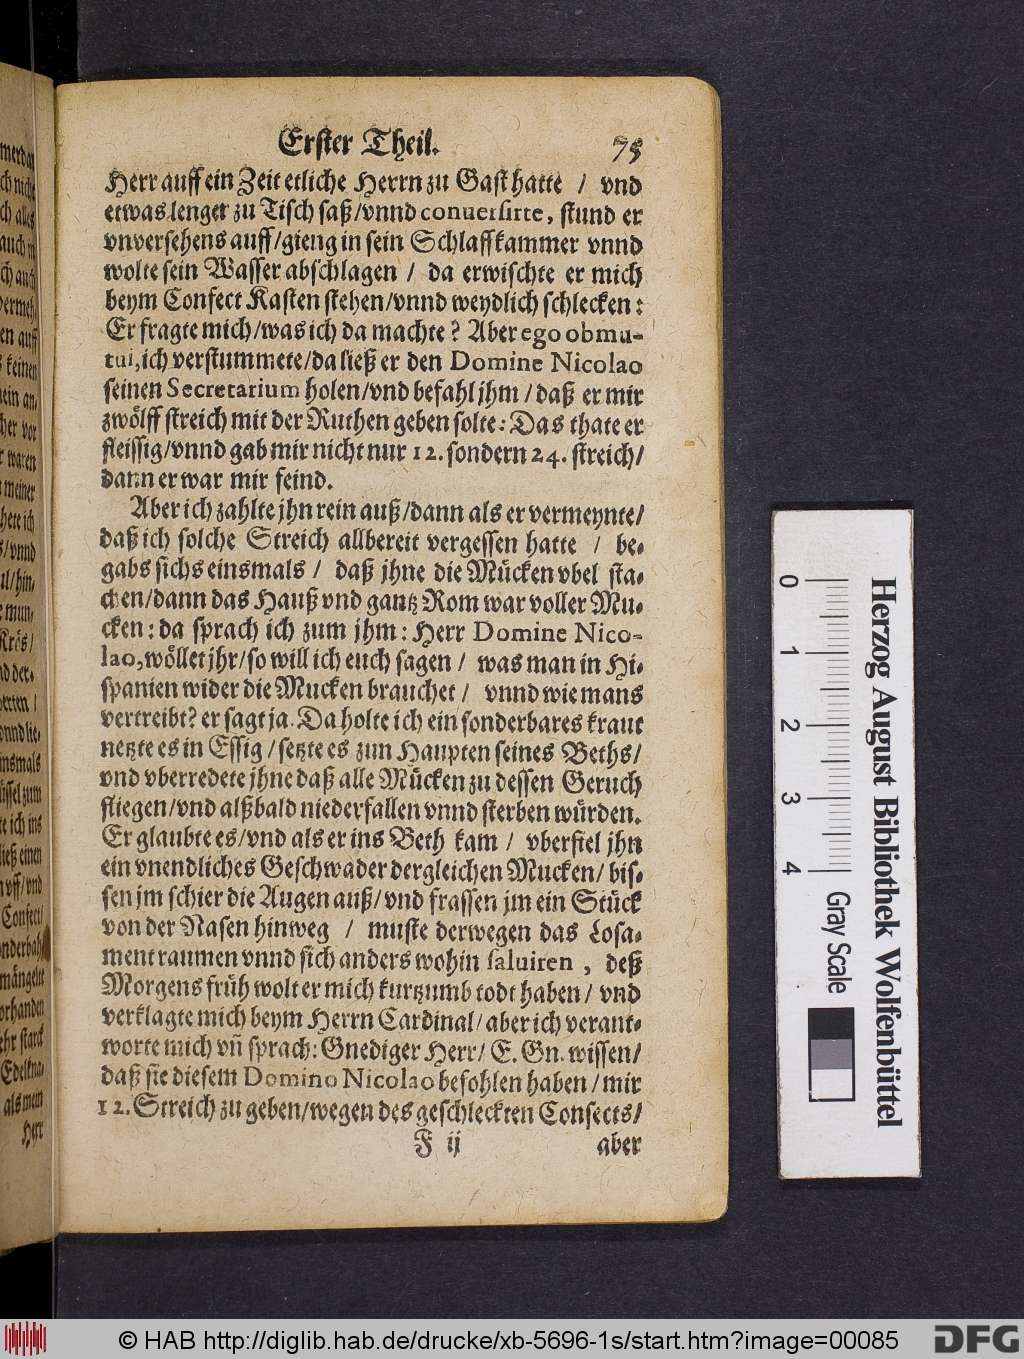 Erster Theil. 75
Herr auff ein Zeit etliche Herrn zu Gast hatte / vnd
etwas lenger zu Tisch saß/vnnd conuersirte, stund er
vnversehens auff/gieng in sein Schlaffkammer vnnd
wolte sein Wasser abschlagen / da erwischte er mich
beym Confect Kasten stehen/vnnd weydlich schlecken:
Er fragte mich/was ich da machte? Aber ego obmu-
tui, ich verstummete/da ließ er den Domine Nicolao
seinen Secretarium holen/vnd befahl jhm / daß er mir
zwölff streich mit der Ruthen geben solte: Das thate er
fleissig/vnnd gab mir nicht nur 12. sondern 24. streich/
dann er war mir feind.
Aber ich zahlte jhn rein auß/dann als er vermeynte/
daß ich solche Streich allbereit vergessen hatte / be-
gabs sichs einsmals / daß jhne die Mücken vbel sta-
chen/dann das Hauß vnd gantz Rom war voller Mu-
cken: da sprach ich zum jhm: Herr Domine Nico-
lao, wöllet jhr/so will ich euch sagen / was man in Hi-
spanien wider die Mucken brauchet / vnnd wie mans
vertreibt? er sagt ja. Da holte ich ein sonderbares kraut
netzte es in Essig / setzte es zun Haupten seines Beths/
vnd vberredete jhne daß alle Mücken zu dessen Geruch
fliegen/vnd alßbald niederfallen vnnd sterben würden.
Er glaubte es/vnd als er ins Beth kam / vberfiel jhn
ein vnendliches Geschwader dergleichen Mucken/ bis-
sen jm schier die Augen auß/vnd frassen jm ein Stück
von der Nasen hinweg / muste derwegen das Losa-
ment raumen vnnd sich anders wohin saluiren , deß
Morgens früh wolt er mich kurtzumb todt haben/ vnd
verklagte mich beym Herrn Cardinal/aber ich verant-
worte mich vn̄ sprach: Gnediger Herr/ E. Gn. wissen/
daß sie diesem Domino Nicolao befohlen haben / mir
12. Streich zu geben/wegen des geschleckten Confects/
F ij aber
0 1 2 3 4
Herzog August Bibliothek Wolfenbüttel
Gray Scale
© HAB http://diglib.hab.de/drucke/xb-5696-1s/start.htm?image=00085 DFG